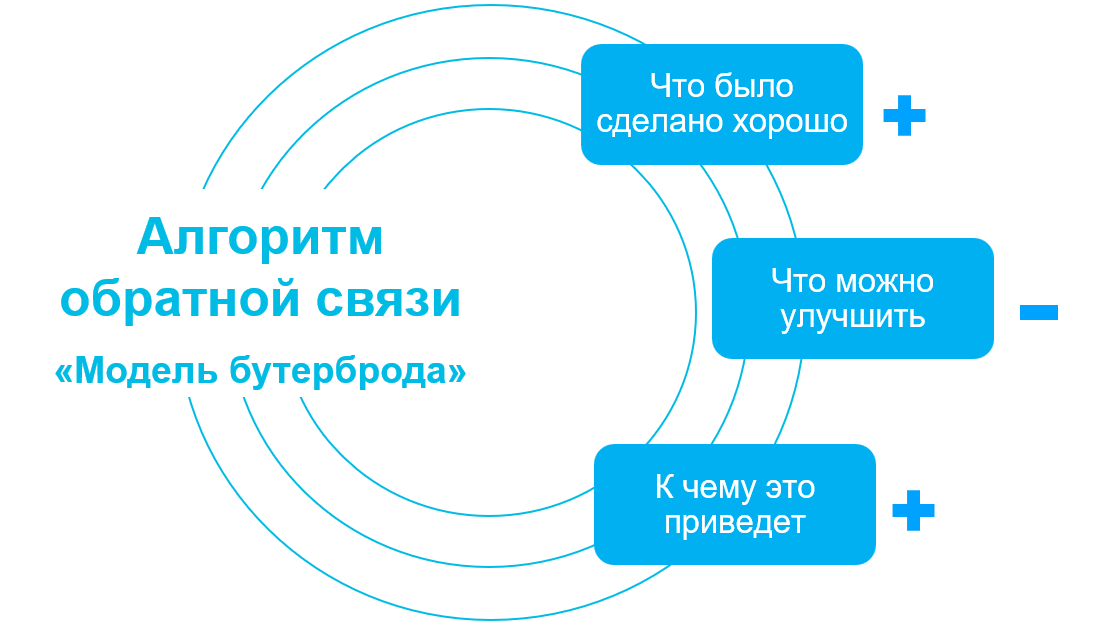 Алгоритм
обратной связи
«Модель бутерброда»
Что было
сделано хорошо
Что можно
улучшить
К чему это
приведет